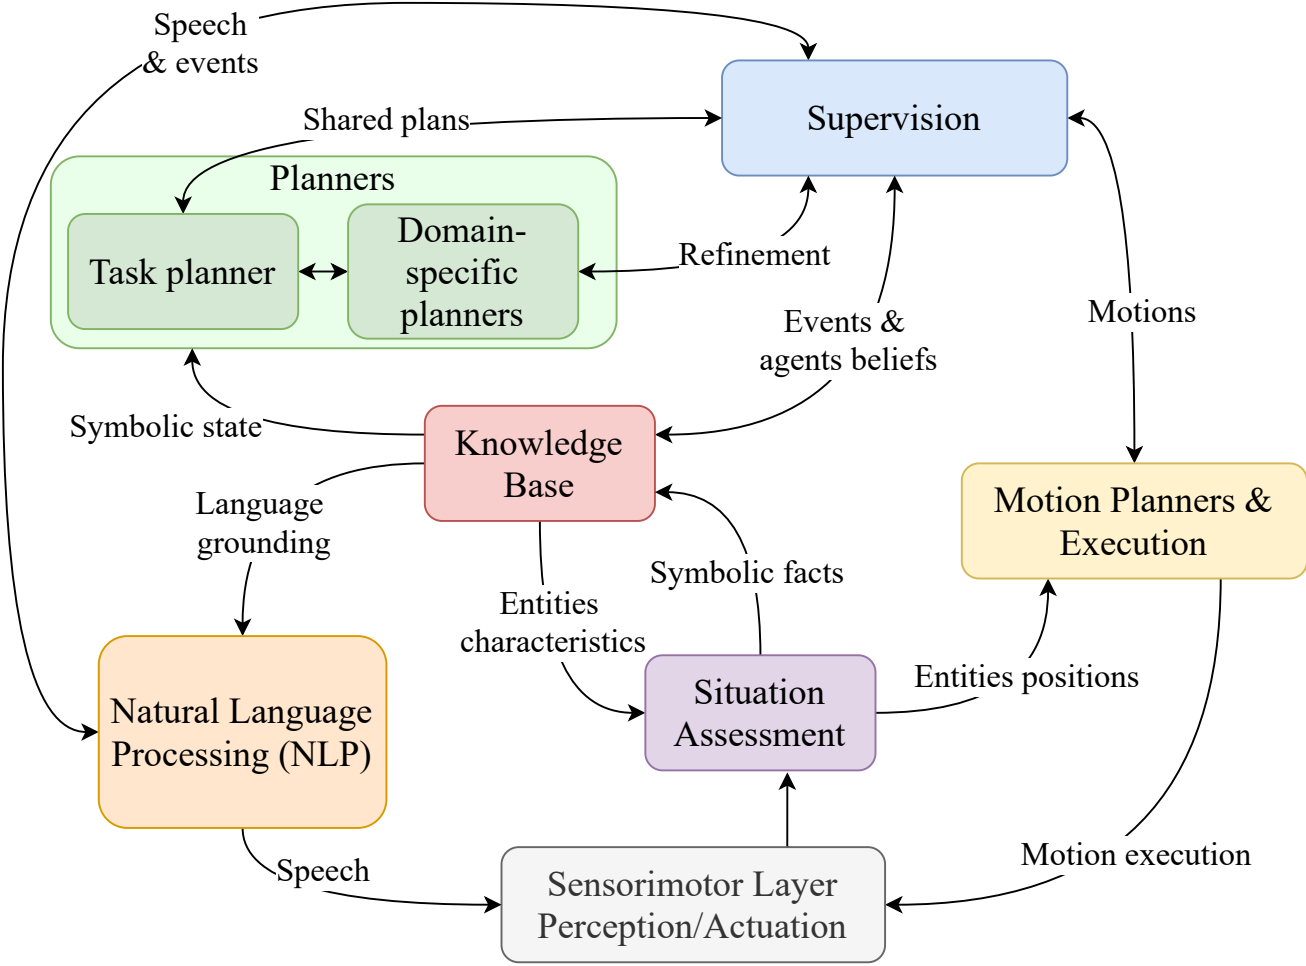 Speech
& events
Supervision
Shared plans
Planners
Task planner
Domain-
specific
planners
Refinement
Events &
agents beliefs
Motions
Symbolic state
Knowledge
Base
Language
grounding
Motion Planners &
Execution
Symbolic facts
Entities
characteristics
Situation
Assessment
Entities positions
Natural Language
Processing (NLP)
Speech
Sensorimotor Layer
Perception/Actuation
Motion execution